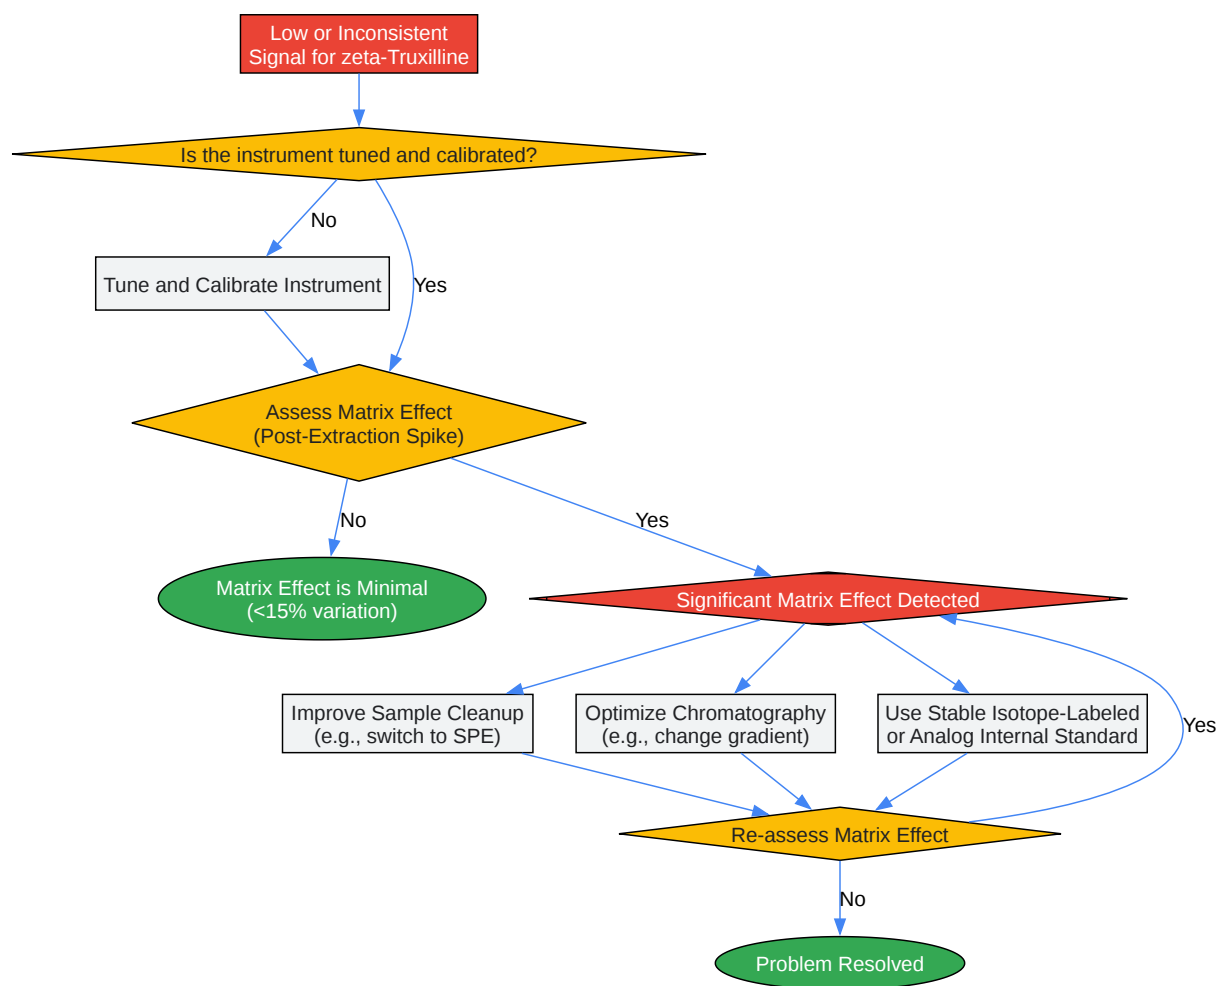 Low or Inconsistent
Signal for zeta-Truxilline
Is the instrument tuned and calibrated?
No
Tune and Calibrate Instrument
Yes
Assess Matrix Effect
(Post-Extraction Spike)
No
Yes
Matrix Effect is Minimal
(<15% variation)
Significant Matrix Effect Detected
Improve Sample Cleanup
(e.g., switch to SPE)
Optimize Chromatography
(e.g., change gradient)
Use Stable Isotope-Labeled
or Analog Internal Standard
Yes
Re-assess Matrix Effect
No
Problem Resolved